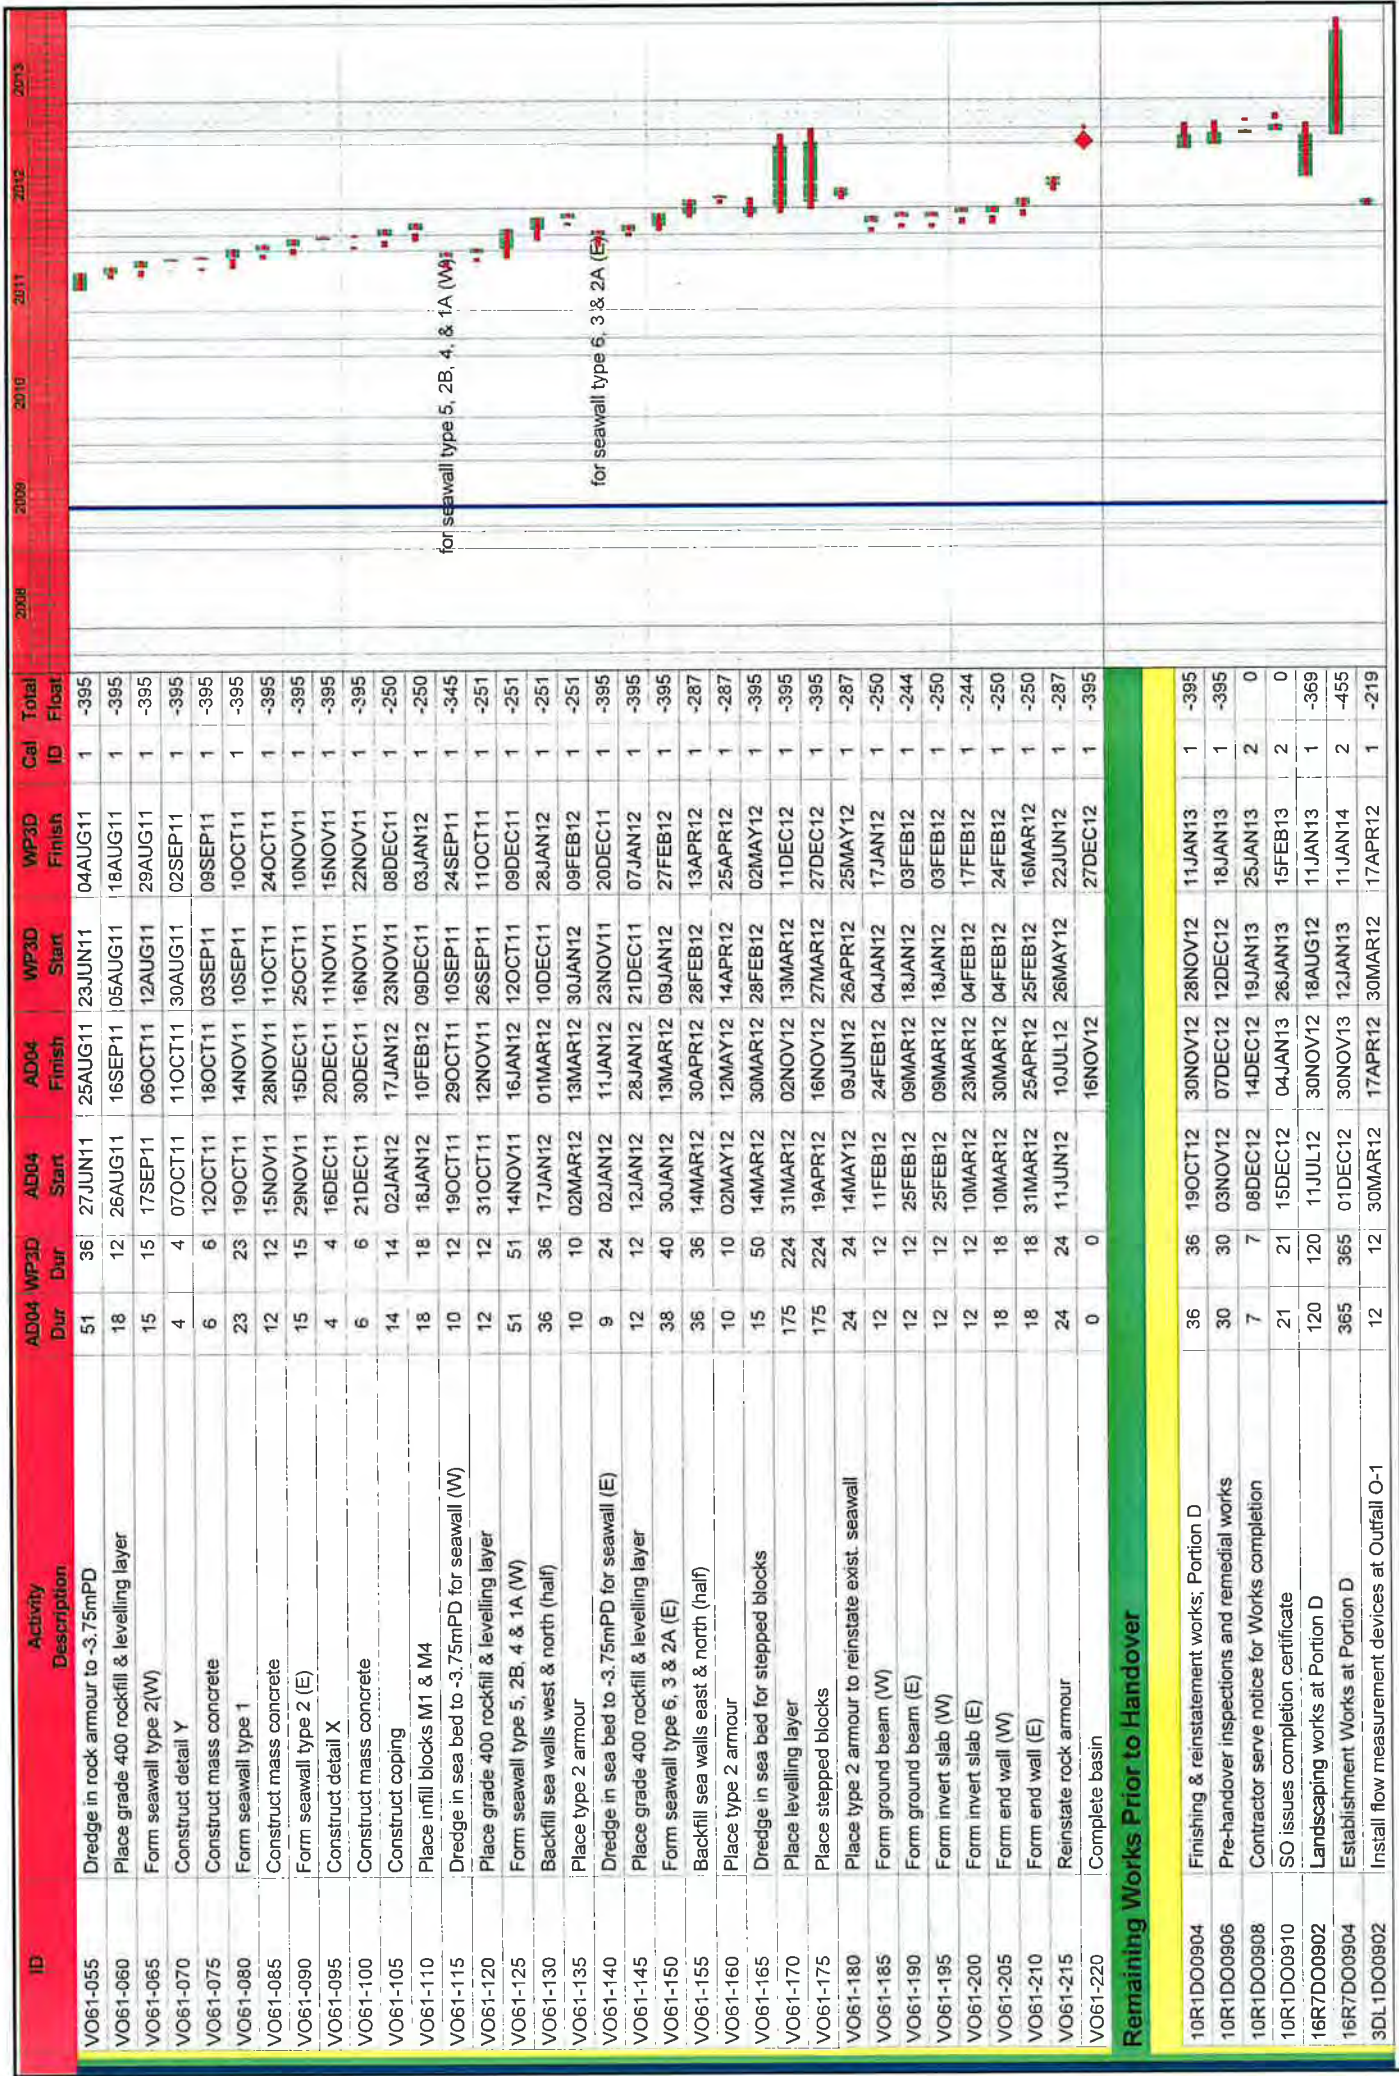 ID Activity Description AD04 Dur WP3D Dur AD04 Start AD04 Finish WP3D Start WP3D Finish Cal ID Total Float 2008 2009 2010 2011 2012 2013
VO61-055 Dredge in rock armour to -3.75mPD 51 36 27JUN11 25AUG11 23JUN11 04AUG11 1 -395
VO61-060 Place grade 400 rockfill & levelling layer 18 12 26AUG11 16SEP11 05AUG11 18AUG11 1 -395
VO61-065 Form seawall type 2(W) 15 15 17SEP11 06OCT11 12AUG11 29AUG11 1 -395
VO61-070 Construct detail Y 4 4 07OCT11 11OCT11 30AUG11 02SEP11 1 -395
VO61-075 Construct mass concrete 6 6 12OCT11 18OCT11 03SEP11 09SEP11 1 -395
VO61-080 Form seawall type 1 23 23 19OCT11 14NOV11 10SEP11 10OCT11 1 -395
VO61-085 Construct mass concrete 12 12 15NOV11 28NOV11 11OCT11 24OCT11 1 -395
VO61-090 Form seawall type 2 (E) 15 15 29NOV11 15DEC11 25OCT11 10NOV11 1 -395
VO61-095 Construct detail X 4 4 16DEC11 20DEC11 11NOV11 15NOV11 1 -395
VO61-100 Construct mass concrete 6 6 21DEC11 30DEC11 16NOV11 22NOV11 1 -395
VO61-105 Construct coping 14 14 02JAN12 17JAN12 23NOV11 08DEC11 1 -250
VO61-110 Place infill blocks M1 & M4 18 18 18JAN12 10FEB12 09DEC11 03JAN12 1 -250
VO61-115 Dredge in sea bed to -3.75mPD for seawall (W) 10 12 19OCT11 29OCT11 10SEP11 24SEP11 1 -345 for seawall type 5, 2B, 4, & 1A (W)
VO61-120 Place grade 400 rockfill & levelling layer 12 12 31OCT11 12NOV11 26SEP11 11OCT11 1 -251
VO61-125 Form seawall type 5, 2B, 4 & 1A (W) 51 51 14NOV11 16JAN12 12OCT11 09DEC11 1 -251
VO61-130 Backfill sea walls west & north (half) 36 36 17JAN12 01MAR12 10DEC11 28JAN12 1 -251
VO61-135 Place type 2 armour 10 10 02MAR12 13MAR12 30JAN12 09FEB12 1 -251
VO61-140 Dredge in sea bed to -3.75mPD for seawall (E) 9 24 02JAN12 11JAN12 23NOV11 20DEC11 1 -395 for seawall type 6, 3 & 2A (E)
VO61-145 Place grade 400 rockfill & levelling layer 12 12 12JAN12 28JAN12 21DEC11 07JAN12 1 -395
VO61-150 Form seawall type 6, 3 & 2A (E) 38 40 30JAN12 13MAR12 09JAN12 27FEB12 1 -395
VO61-155 Backfill sea walls east & north (half) 36 36 14MAR12 30APR12 28FEB12 13APR12 1 -287
VO61-160 Place type 2 armour 10 10 02MAY12 12MAY12 14APR12 25APR12 1 -287
VO61-165 Dredge in sea bed for stepped blocks 15 50 14MAR12 30MAR12 28FEB12 02MAY12 1 -395
VO61-170 Place levelling layer 175 224 31MAR12 02NOV12 13MAR12 11DEC12 1 -395
VO61-175 Place stepped blocks 175 224 19APR12 16NOV12 27MAR12 27DEC12 1 -395
VO61-180 Place type 2 armour to reinstate exist. seawall 24 24 14MAY12 09JUN12 26APR12 25MAY12 1 -287
VO61-185 Form ground beam (W) 12 12 11FEB12 24FEB12 04JAN12 17JAN12 1 -250
VO61-190 Form ground beam (E) 12 12 25FEB12 09MAR12 18JAN12 03FEB12 1 -244
VO61-195 Form invert slab (W) 12 12 25FEB12 09MAR12 18JAN12 03FEB12 1 -250
VO61-200 Form invert slab (E) 12 12 10MAR12 23MAR12 04FEB12 17FEB12 1 -244
VO61-205 Form end wall (W) 18 18 10MAR12 30MAR12 04FEB12 24FEB12 1 -250
VO61-210 Form end wall (E) 18 18 31MAR12 25APR12 25FEB12 16MAR12 1 -250
VO61-215 Reinstate rock armour 24 24 11JUN12 10JUL12 26MAY12 22JUN12 1 -287
VO61-220 Complete basin 0 0 16NOV12 27DEC12 1 -395
Remaining Works Prior to Handover
10R1DO0904 Finishing & reinstatement works; Portion D 36 36 19OCT12 30NOV12 28NOV12 11JAN13 1 -395
10R1DO0906 Pre-handover inspections and remedial works 30 30 03NOV12 07DEC12 12DEC12 18JAN13 1 -395
10R1DO0908 Contractor serve notice for Works completion 7 7 08DEC12 14DEC12 19JAN13 25JAN13 2 0
10R1DO0910 SO issues completion certificate 21 21 15DEC12 04JAN13 26JAN13 15FEB13 2 0
16R7DO0902 Landscaping works at Portion D 120 120 11JUL12 30NOV12 18AUG12 11JAN13 1 -369
16R7DO0904 Establishment Works at Portion D 365 365 01DEC12 30NOV13 12JAN13 11JAN14 2 -455
3DL1DO0902 Install flow measurement devices at Outfall O-1 12 12 30MAR12 17APR12 30MAR12 17APR12 1 -219